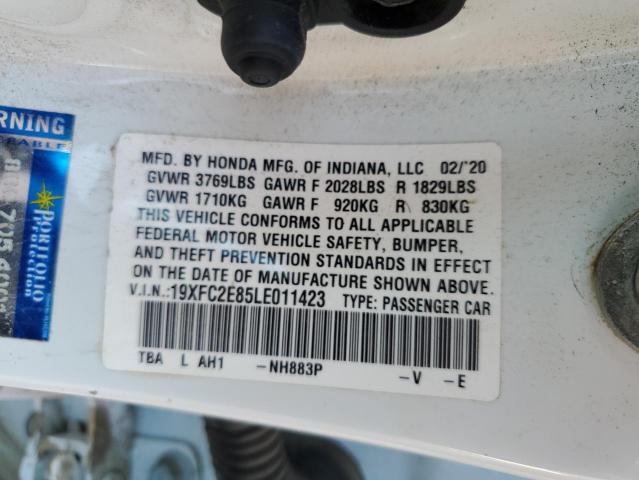 MFD. BY HONDA MFG. OF INDIANA, LLC 02/'20
GVWR 3769LBS GAWR F 2028LBS R 1829LBS
GVWR 1710KG GAWR F 920KG R 830KG
THIS VEHICLE CONFORMS TO ALL APPLICABLE
FEDERAL MOTOR VEHICLE SAFETY, BUMPER,
AND THEFT PREVENTION STANDARDS IN EFFECT
ON THE DATE OF MANUFACTURE SHOWN ABOVE.
V.I.N.:19XFC2E85LE011423 TYPE: PASSENGER CAR
TBA L AH1 -NH883P -V -E
PORTFOLIO
protection